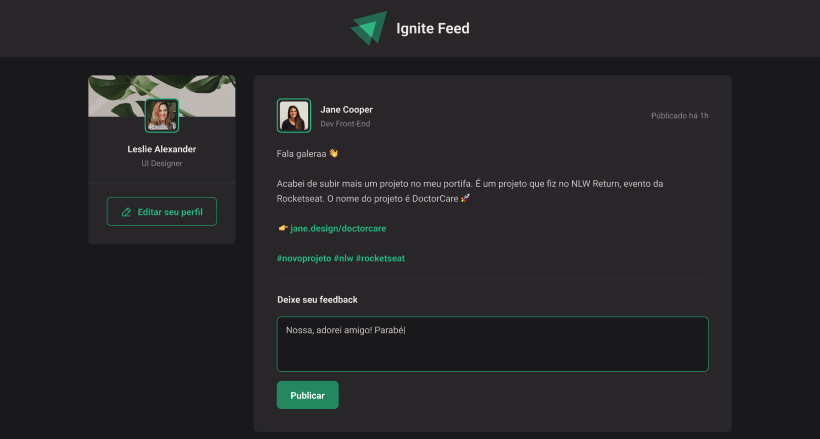 Ignite Feed
Leslie Alexander
UI Designer
Editar seu perfil
Jane Cooper
Dev Front-End
Públicado há 1h
Fala galeraa 👋
Acabei de subir mais um projeto no meu portifa. É um projeto que fiz no NLW Return, evento da
Rocketseat. O nome do projeto é DoctorCare 🚀
👉 jane.design/doctorcare
#novoprojeto #nlw #rocketseat
Deixe seu feedback
Nossa, adorei amigo! Parabé
Publicar